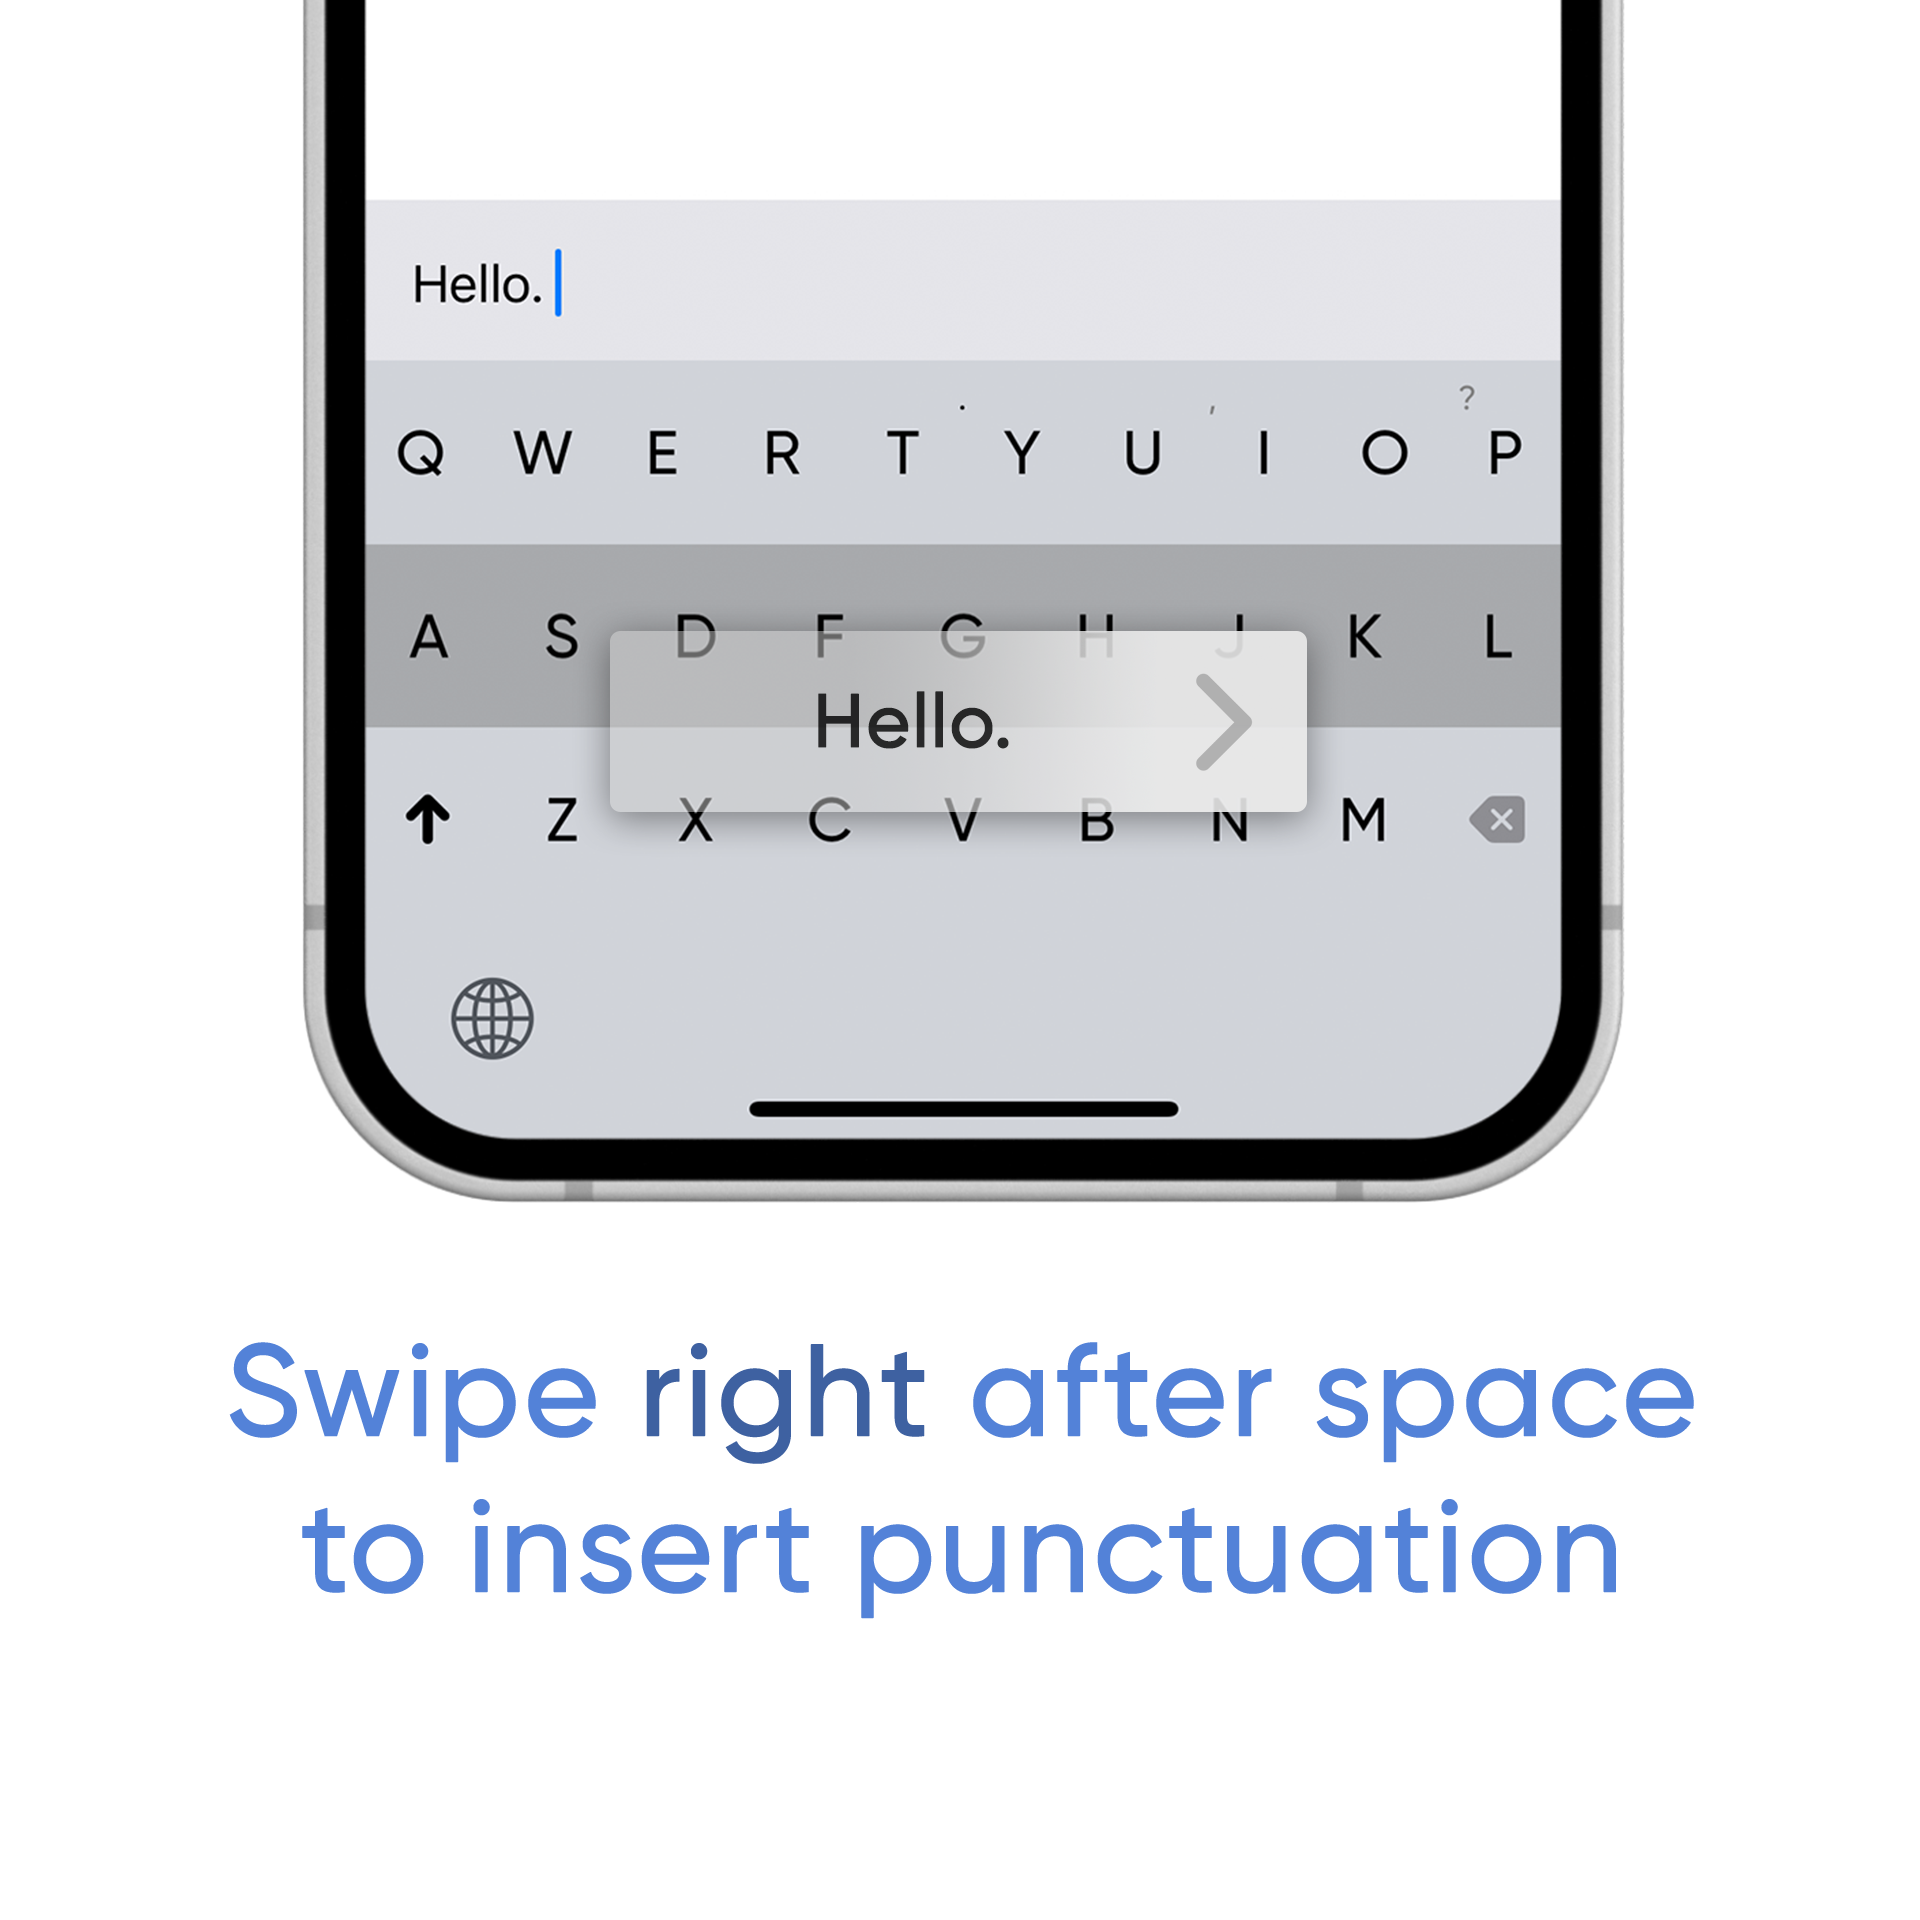 Hello.
. , ?
Q W E R T Y U I O P
A S D F G H J K L
Hello.
Z X C V B N M
Swipe right after space
to insert punctuation